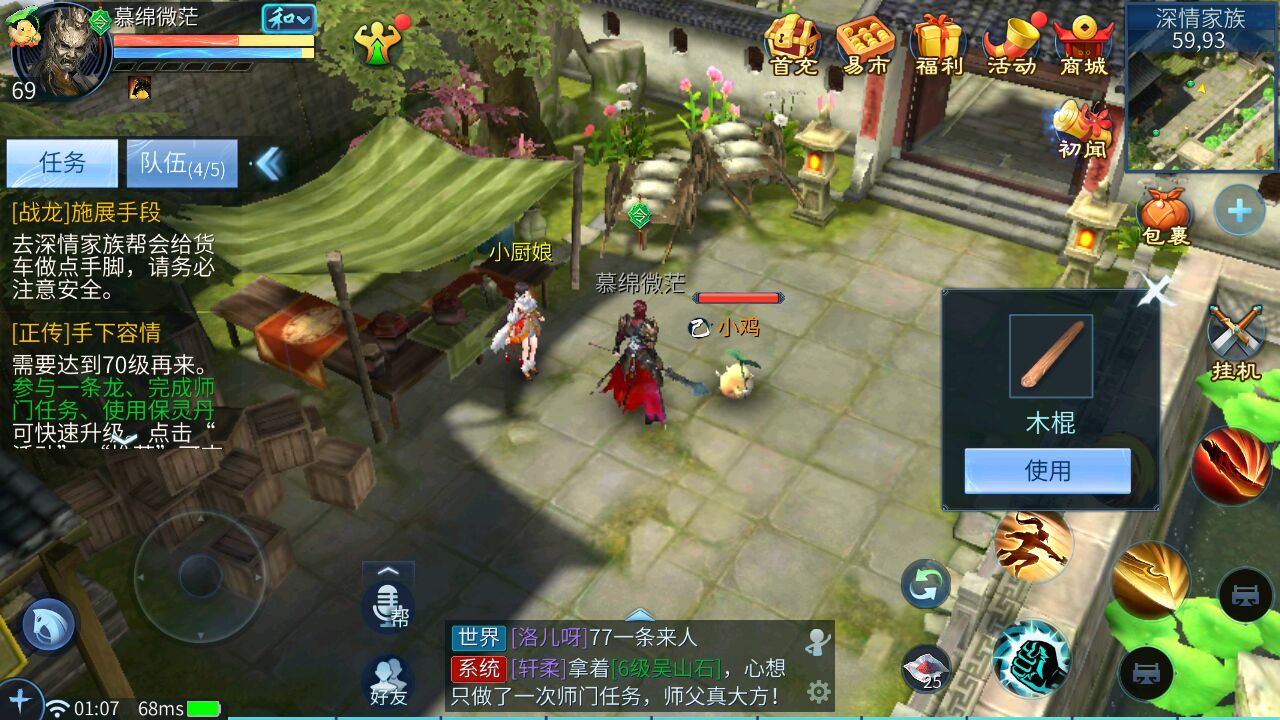 慕绵微茫
和
69
首充
易市
福利
活动
商城
深情家族
59,93
初闻
任务
队伍(4/5)
[战龙]施展手段
去深情家族帮会给货
车做点手脚，请务必
注意安全。
[正传]手下容情
需要达到70级再来。
参与一条龙、完成师
门任务、使用保灵丹
可快速升级。点击“
小厨娘
令
慕绵微茫
小鸡
包裹
挂机
木棍
使用
帮
好友
世界 [洛儿呀]77一条来人
系统 [轩柔]拿着[6级吴山石]，心想
只做了一次师门任务，师父真大方！
25
01:07
68ms